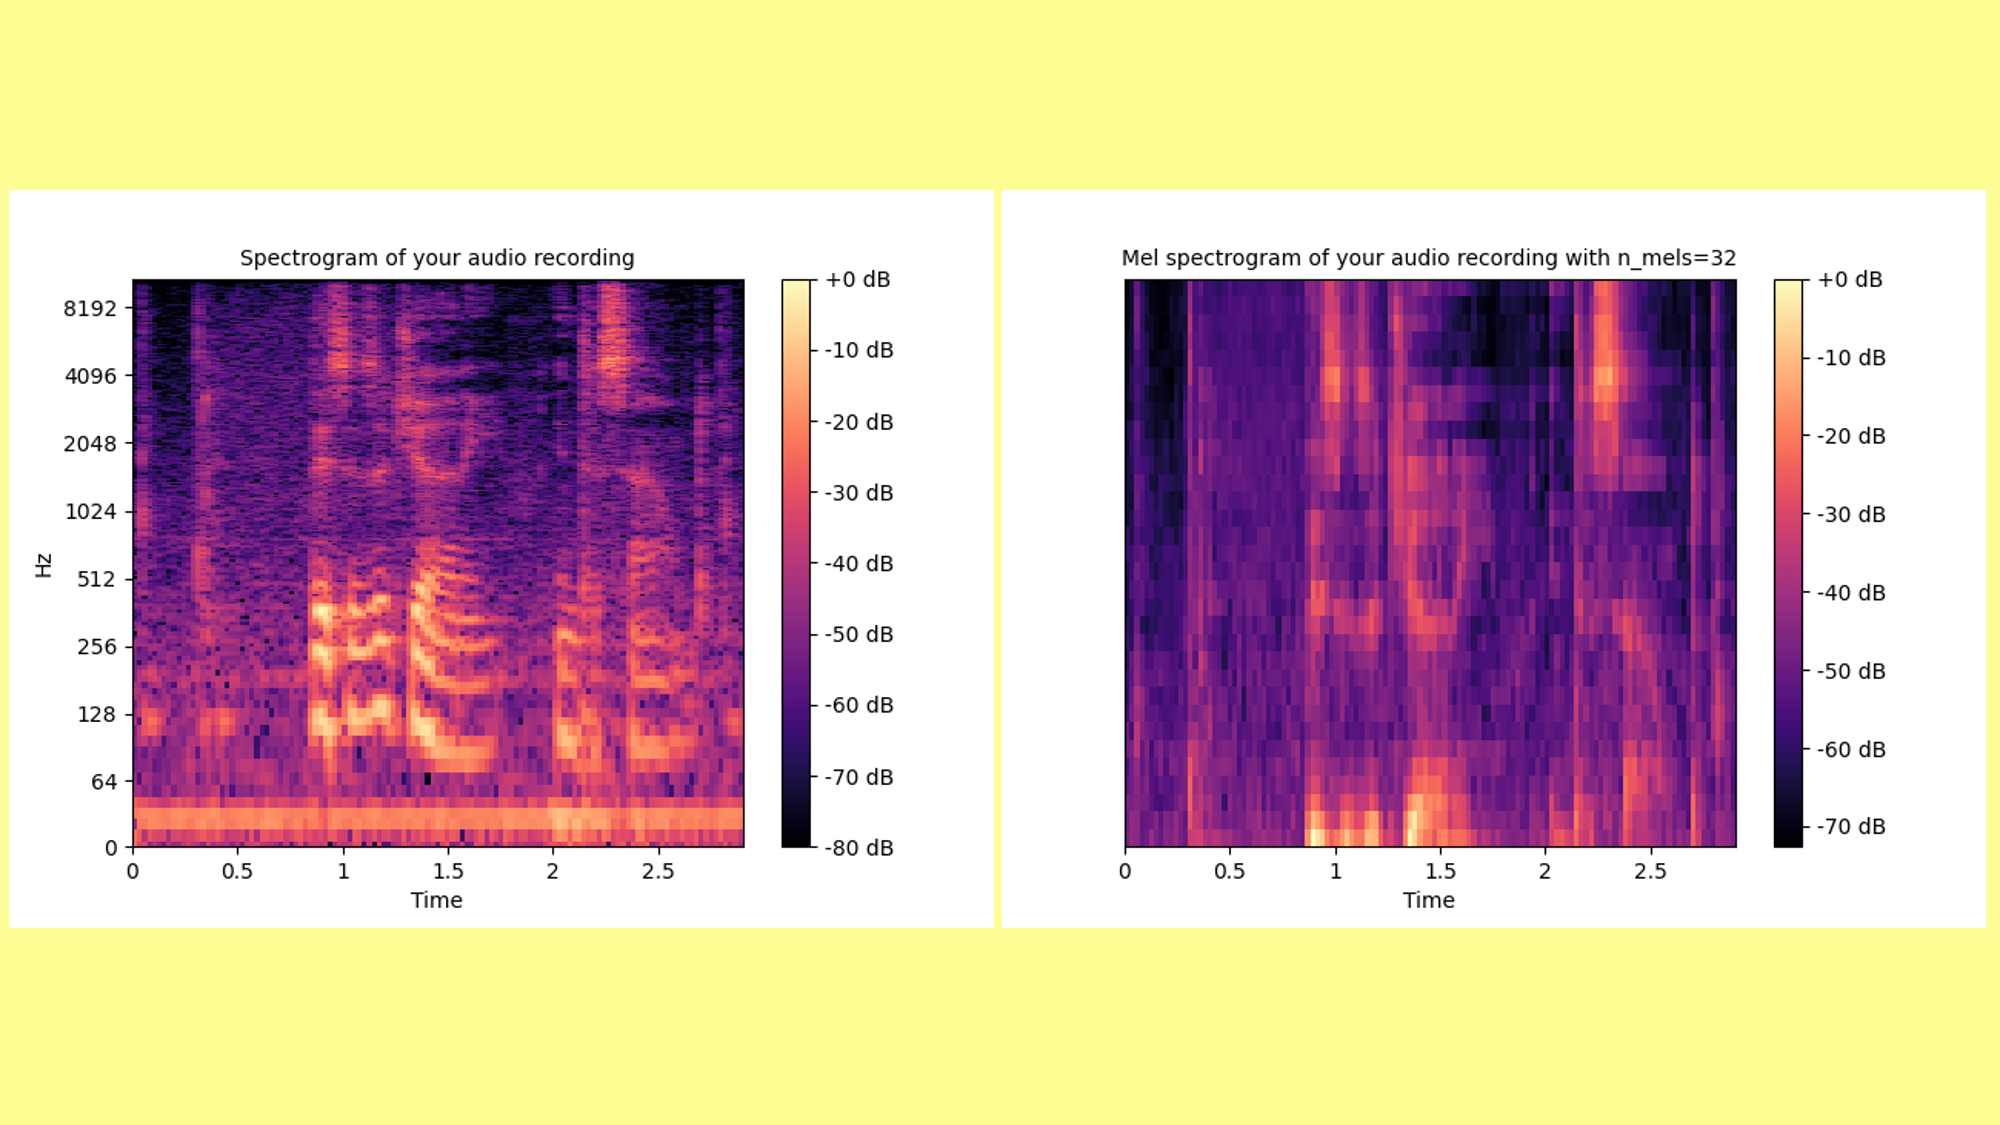 Spectrogram of your audio recording
+0 dB
-10 dB
-20 dB
-30 dB
-40 dB
-50 dB
-60 dB
-70 dB
-80 dB
8192
4096
2048
1024
512
256
128
64
0
Hz
0 0.5 1 1.5 2 2.5
Time
Mel spectrogram of your audio recording with n_mels=32
+0 dB
-10 dB
-20 dB
-30 dB
-40 dB
-50 dB
-60 dB
-70 dB
0 0.5 1 1.5 2 2.5
Time